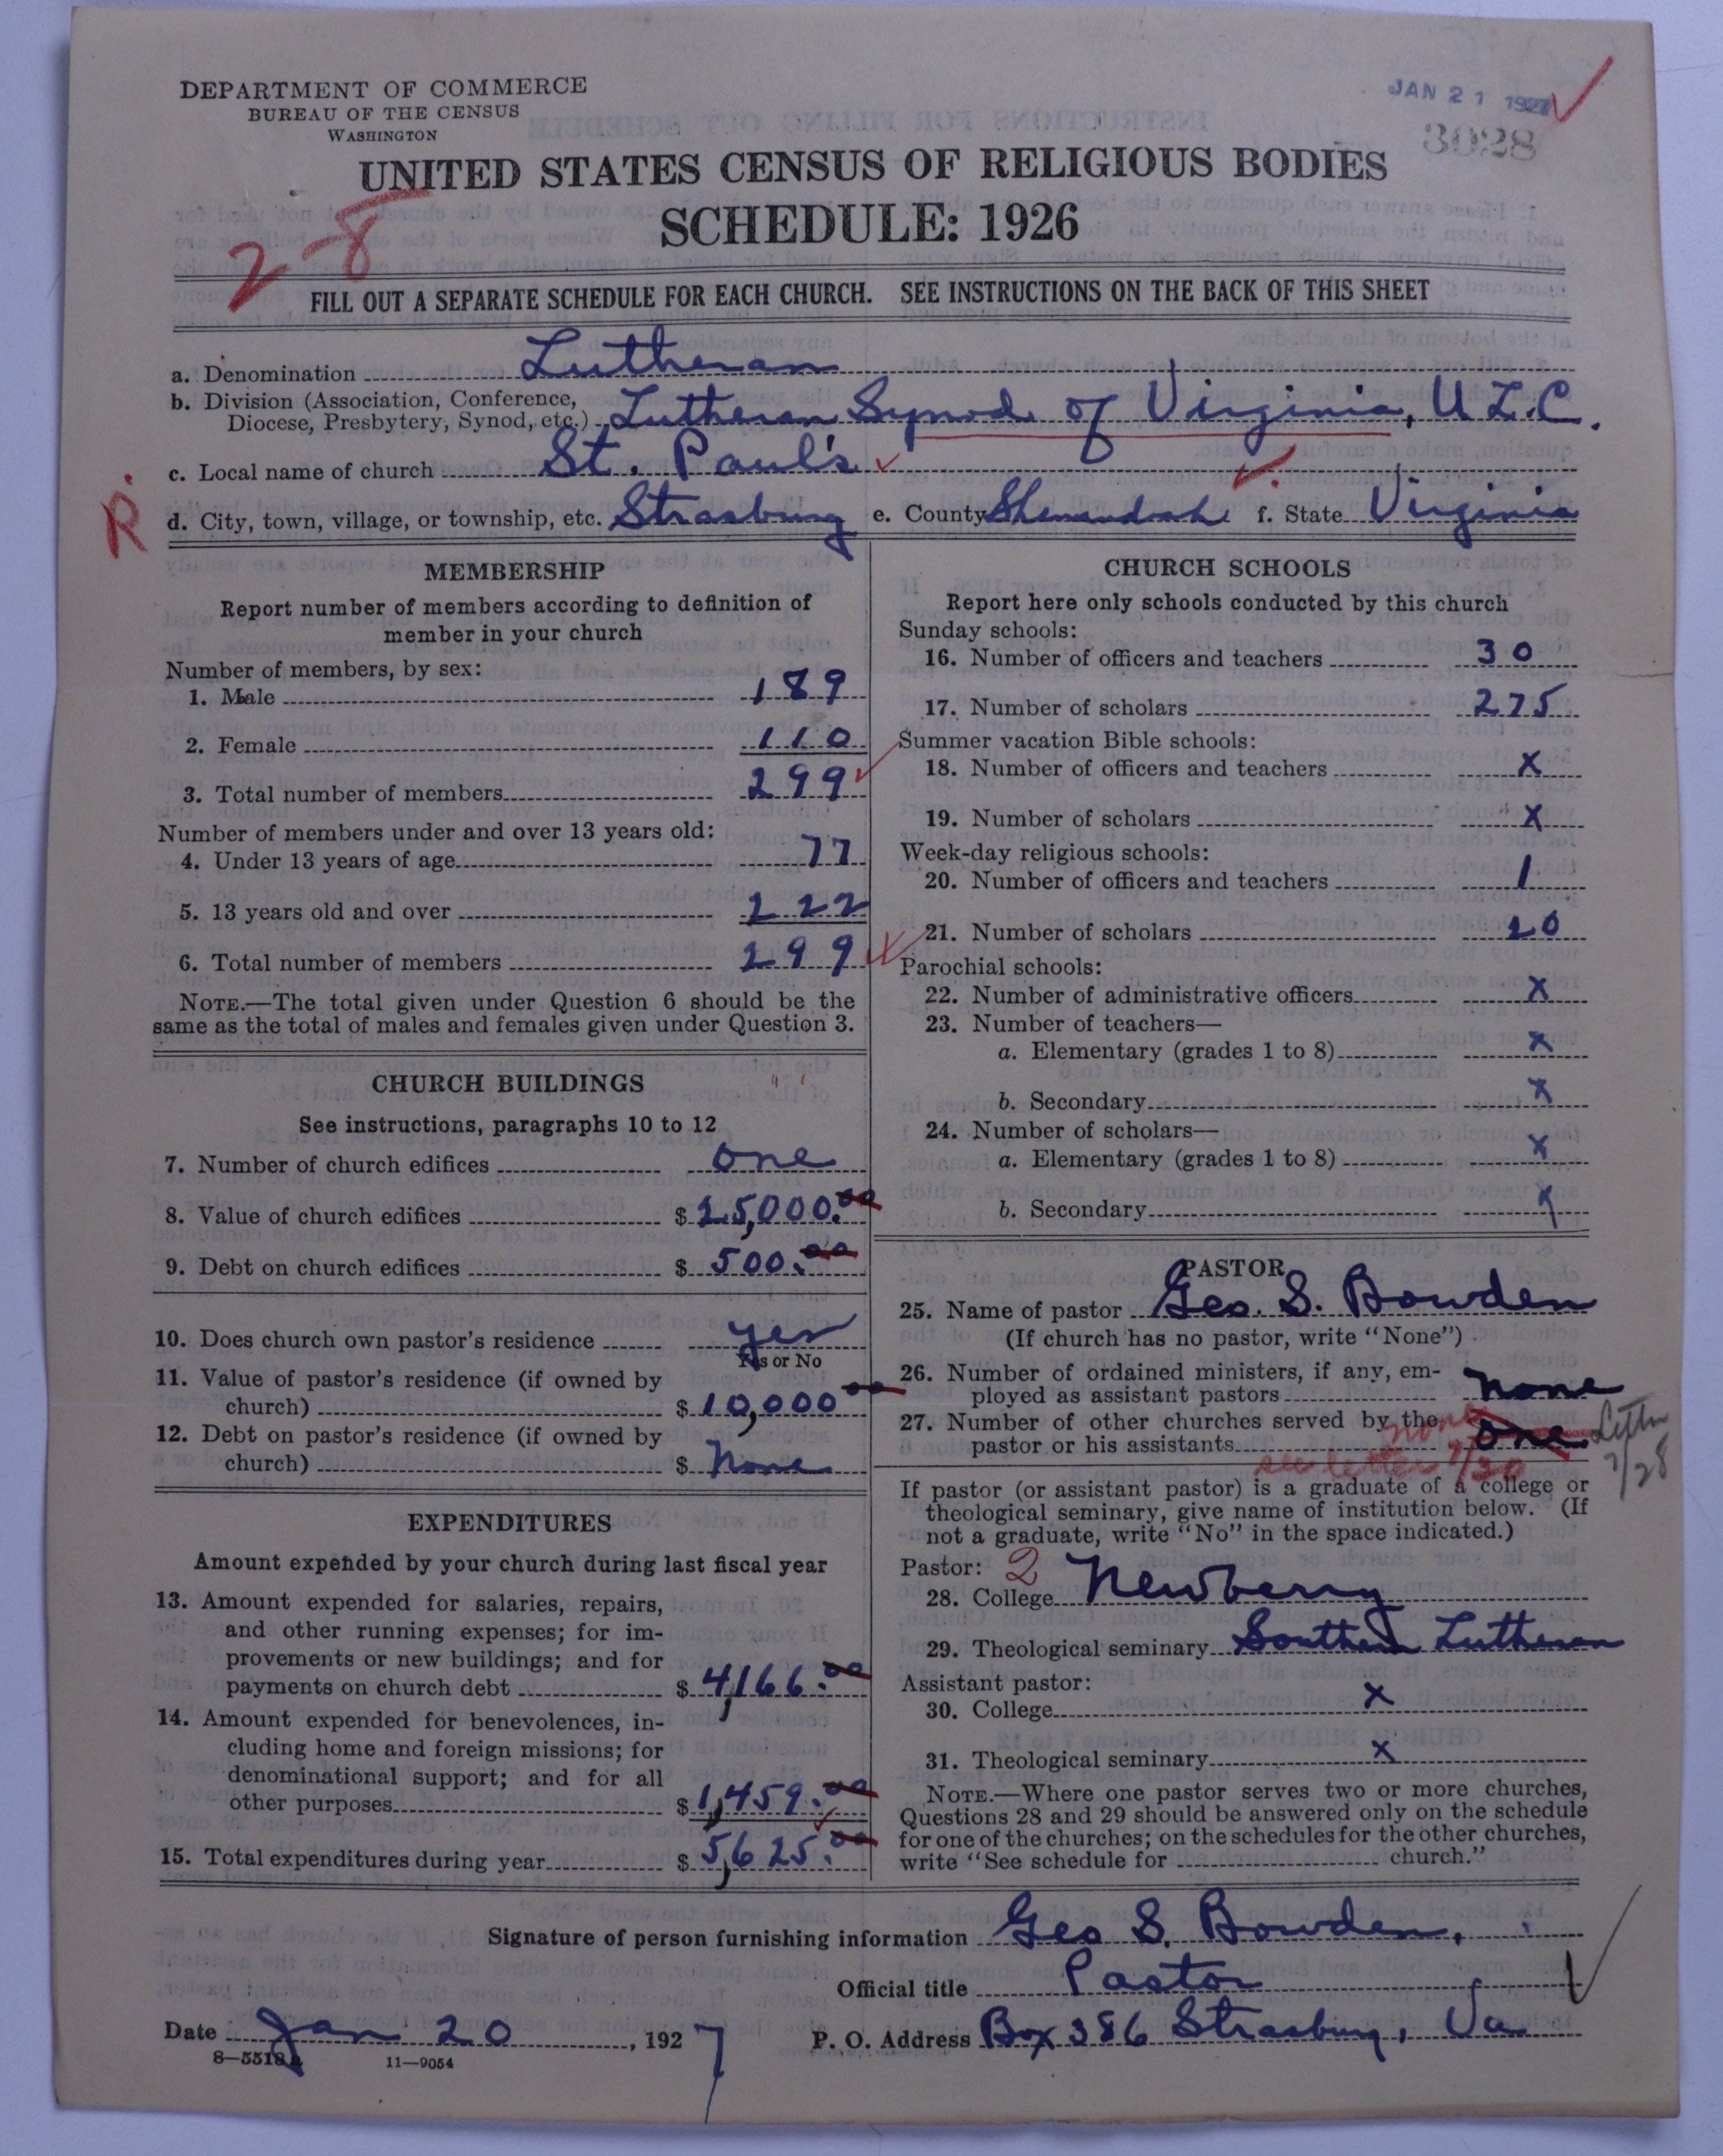 DEPARTMENT OF COMMERCE
BUREAU OF THE CENSUS
WASHINGTON
JAN 21 1927
3028
UNITED STATES CENSUS OF RELIGIOUS BODIES
SCHEDULE: 1926
2-8
FILL OUT A SEPARATE SCHEDULE FOR EACH CHURCH. SEE INSTRUCTIONS ON THE BACK OF THIS SHEET
a. Denomination Lutheran
b. Division (Association, Conference,
Diocese, Presbytery, Synod, etc.) Lutheran Synod of Virginia, U.L.C.
c. Local name of church St. Paul's
R
d. City, town, village, or township, etc. Strasburg e. County Shenandoah f. State Virginia
MEMBERSHIP
Report number of members according to definition of
member in your church
Number of members, by sex:
1. Male 189
2. Female 110
3. Total number of members 299
Number of members under and over 13 years old:
4. Under 13 years of age 77
5. 13 years old and over 222
6. Total number of members 299
NOTE.—The total given under Question 6 should be the
same as the total of males and females given under Question 3.
CHURCH BUILDINGS
See instructions, paragraphs 10 to 12
7. Number of church edifices one
8. Value of church edifices $ 25,000.00
9. Debt on church edifices $ 500.00
10. Does church own pastor's residence yes
Yes or No
11. Value of pastor's residence (if owned by
church) $ 10,000 00
12. Debt on pastor's residence (if owned by
church) $ None
EXPENDITURES
Amount expended by your church during last fiscal year
13. Amount expended for salaries, repairs,
and other running expenses; for im-
provements or new buildings; and for
payments on church debt $ 4,166.00
14. Amount expended for benevolences, in-
cluding home and foreign missions; for
denominational support; and for all
other purposes $ 1,459.00
15. Total expenditures during year $ 5,625.00
CHURCH SCHOOLS
Report here only schools conducted by this church
Sunday schools:
16. Number of officers and teachers 30
17. Number of scholars 275
Summer vacation Bible schools:
18. Number of officers and teachers x
19. Number of scholars x
Week-day religious schools:
20. Number of officers and teachers 1
21. Number of scholars 20
Parochial schools:
22. Number of administrative officers x
23. Number of teachers—
a. Elementary (grades 1 to 8) x
b. Secondary x
24. Number of scholars—
a. Elementary (grades 1 to 8) x
b. Secondary x
PASTOR
25. Name of pastor Geo. S. Bowden
(If church has no pastor, write "None")
26. Number of ordained ministers, if any, em-
ployed as assistant pastors none
27. Number of other churches served by the
pastor or his assistants one none Letter
see letter 7/30 7/28
If pastor (or assistant pastor) is a graduate of a college or
theological seminary, give name of institution below. (If
not a graduate, write "No" in the space indicated.)
Pastor: 2
28. College Newberry
29. Theological seminary Southern Lutheran
Assistant pastor:
30. College x
31. Theological seminary x
NOTE.—Where one pastor serves two or more churches,
Questions 28 and 29 should be answered only on the schedule
for one of the churches; on the schedules for the other churches,
write "See schedule for church."
Signature of person furnishing information Geo S. Bowden,
Official title Pastor
Date Jan 20, 1927 P. O. Address Box 386 Strasburg, Va
8—5518a 11—9054